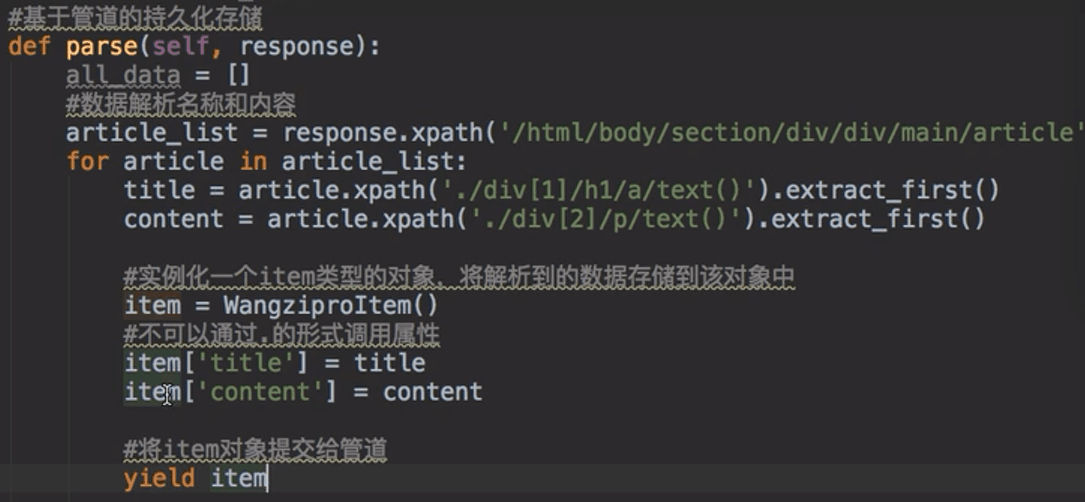 #基于管道的持久化存储
def parse(self, response):
all_data = []
#数据解析名称和内容
article_list = response.xpath('/html/body/section/div/div/main/article'
for article in article_list:
title = article.xpath('./div[1]/h1/a/text()').extract_first()
content = article.xpath('./div[2]/p/text()').extract_first()
#实例化一个item类型的对象，将解析到的数据存储到该对象中
item = WangziproItem()
#不可以通过.的形式调用属性
item['title'] = title
item['content'] = content
#将item对象提交给管道
yield item